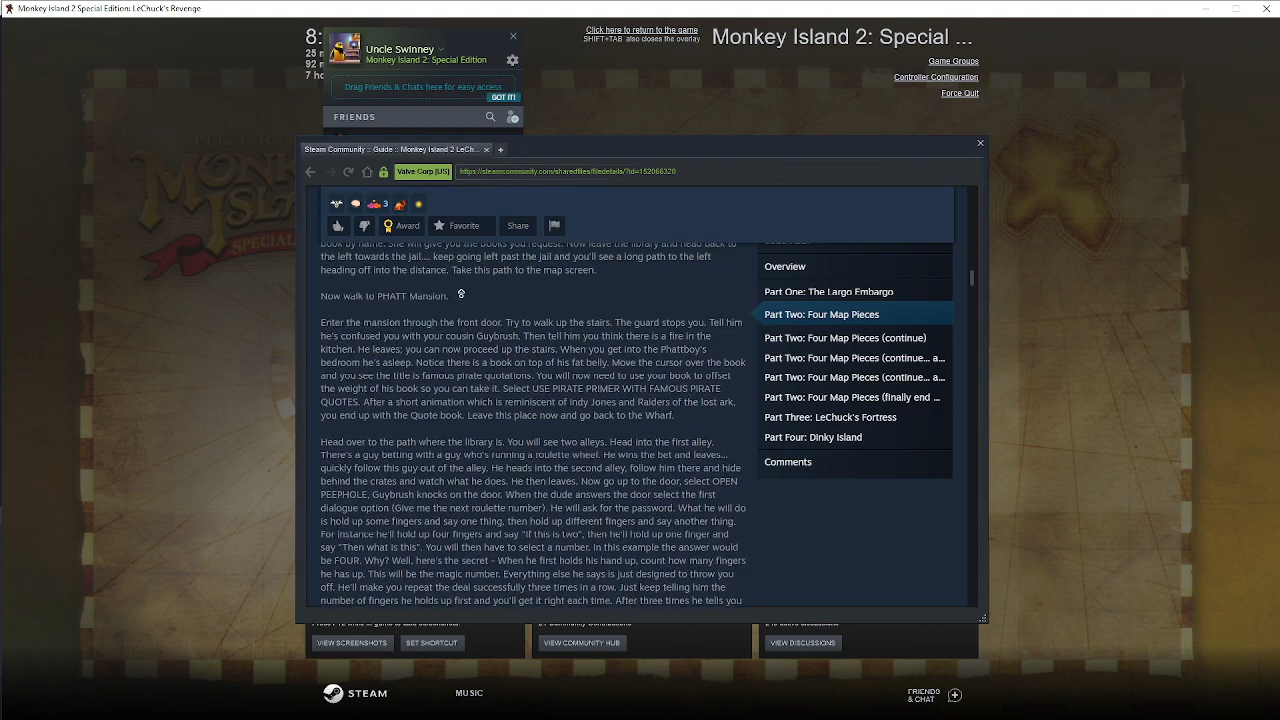 Monkey Island 2 Special Edition: LeChuck's Revenge
8:
25 m
92 m
7 ho
Uncle Swinney
Monkey Island 2: Special Edition
Drag Friends & Chats here for easy access
GOT IT!
FRIENDS
Click here to return to the game
SHIFT+TAB also closes the overlay
Monkey Island 2: Special ...
Game Groups
Controller Configuration
Force Quit
Steam Community :: Guide :: Monkey Island 2 LeCh...
Valve Corp [US]
https://steamcommunity.com/sharedfiles/filedetails/?id=152066320
3
Award
Favorite
Share
book by name. She will give you the books you request. Now leave the library and head back to
the left towards the jail.... keep going left past the jail and you'll see a long path to the left
heading off into the distance. Take this path to the map screen.
Now walk to PHATT Mansion.
Enter the mansion through the front door. Try to walk up the stairs. The guard stops you. Tell him
he's confused you with your cousin Guybrush. Then tell him you think there is a fire in the
kitchen. He leaves; you can now proceed up the stairs. When you get into the Phattboy's
bedroom he's asleep. Notice there is a book on top of his fat belly. Move the cursor over the book
and you see the title is famous pirate quotations. You will now need to use your book to offset
the weight of his book so you can take it. Select USE PIRATE PRIMER WITH FAMOUS PIRATE
QUOTES. After a short animation which is reminiscent of Indy Jones and Raiders of the lost ark,
you end up with the Quote book. Leave this place now and go back to the Wharf.
Head over to the path where the library is. You will see two alleys. Head into the first alley.
There's a guy betting with a guy who's running a roulette wheel. He wins the bet and leaves...
quickly follow this guy out of the alley. He heads into the second alley, follow him there and hide
behind the crates and watch what he does. He then leaves. Now go up to the door, select OPEN
PEEPHOLE, Guybrush knocks on the door. When the dude answers the door select the first
dialogue option (Give me the next roulette number). He will ask for the password. What he will do
is hold up some fingers and say one thing, then hold up different fingers and say another thing.
For instance he'll hold up four fingers and say "If this is two", then he'll hold up one finger and
say "Then what is this". You will then have to select a number. In this example the answer would
be FOUR. Why? Well, here's the secret - When he first holds his hand up, count how many fingers
he has up. This will be the magic number. Everything else he says is just designed to throw you
off. He'll make you repeat the deal successfully three times in a row. Just keep telling him the
number of fingers he holds up first and you'll get it right each time. After three times he tells you
Overview
Part One: The Largo Embargo
Part Two: Four Map Pieces
Part Two: Four Map Pieces (continue)
Part Two: Four Map Pieces (continue... a...
Part Two: Four Map Pieces (continue... a...
Part Two: Four Map Pieces (finally end ...
Part Three: LeChuck's Fortress
Part Four: Dinky Island
Comments
VIEW SCREENSHOTS
SET SHORTCUT
VIEW COMMUNITY HUB
VIEW DISCUSSIONS
STEAM
MUSIC
FRIENDS
& CHAT